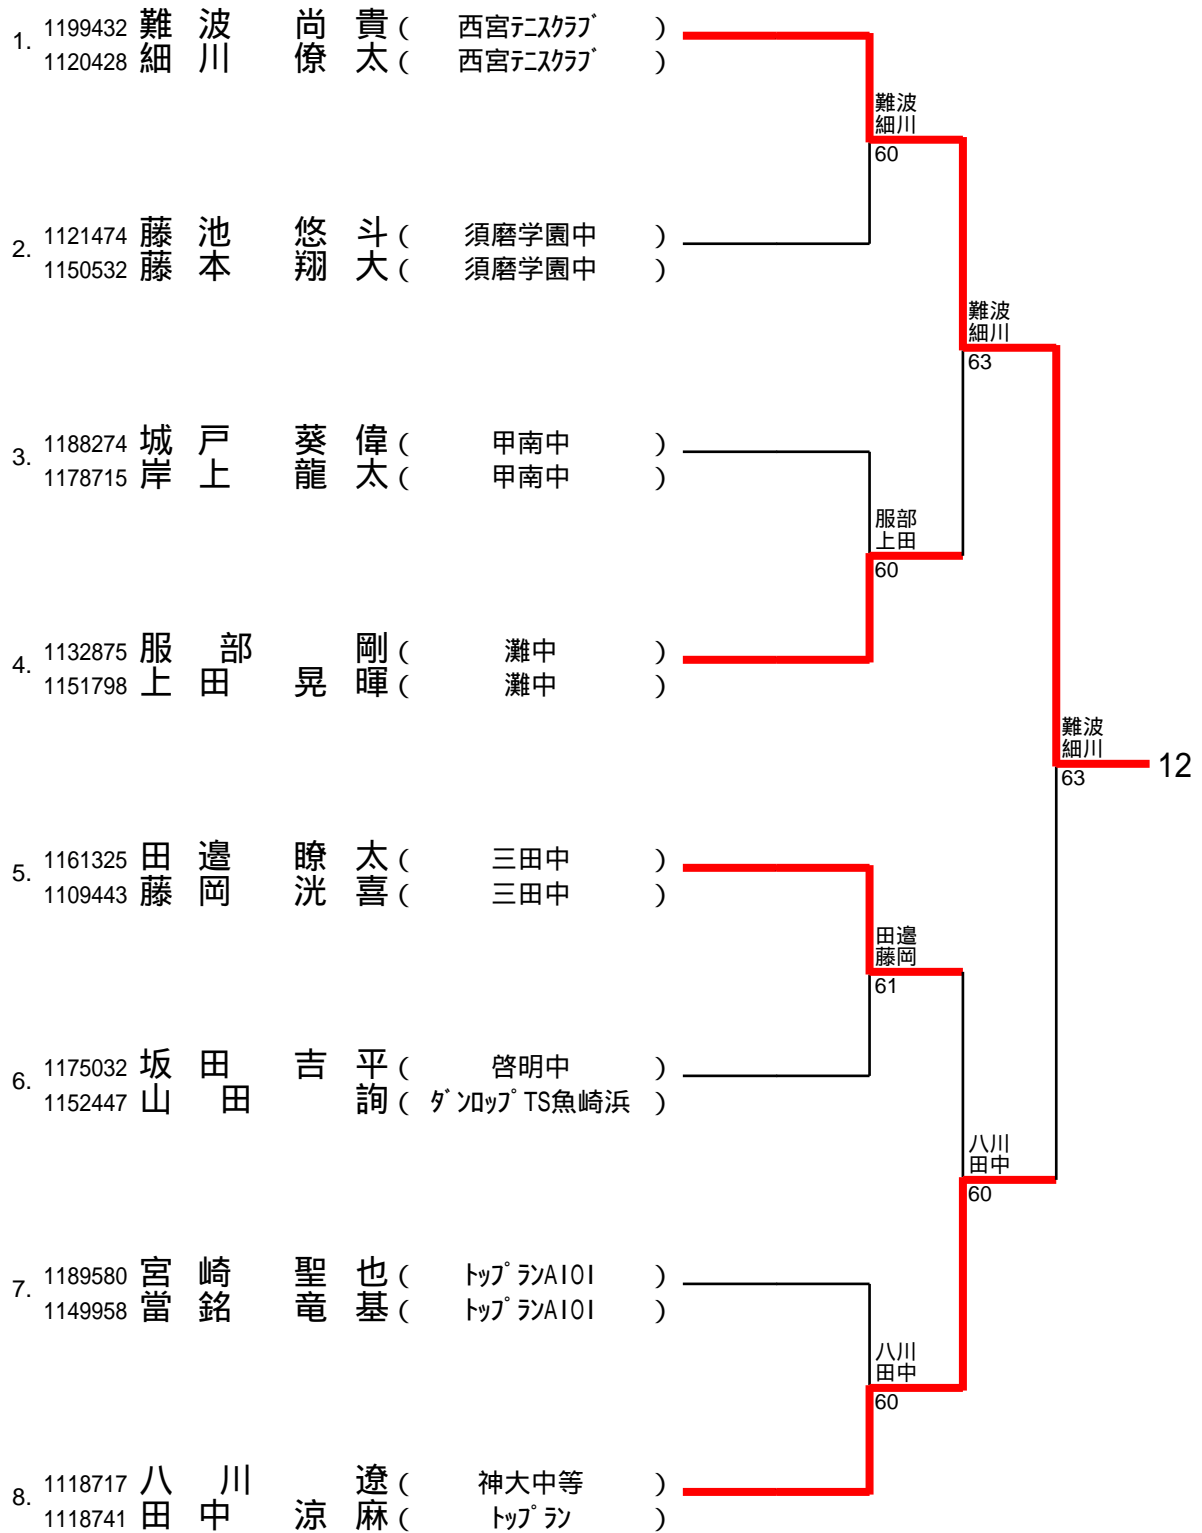 1. 1199432 難波 尚貴 ( 西宮ﾃﾆｽｸﾗﾌﾞ )
1120428 細川 僚太 ( 西宮ﾃﾆｽｸﾗﾌﾞ )
難波
細川
60
2. 1121474 藤池 悠斗 ( 須磨学園中 )
1150532 藤本 翔大 ( 須磨学園中 )
難波
細川
63
3. 1188274 城戸 葵偉 ( 甲南中 )
1178715 岸上 龍太 ( 甲南中 )
服部
上田
60
4. 1132875 服部 剛 ( 灘中 )
1151798 上田 晃暉 ( 灘中 )
難波
細川
63
12
5. 1161325 田邉 瞭太 ( 三田中 )
1109443 藤岡 洸喜 ( 三田中 )
田邉
藤岡
61
6. 1175032 坂田 吉平 ( 啓明中 )
1152447 山田 詢 ( ﾀﾞﾝﾛｯﾌﾟTS魚崎浜 )
八川
田中
60
7. 1189580 宮崎 聖也 ( ﾄｯﾌﾟﾗﾝAIOI )
1149958 當銘 竜基 ( ﾄｯﾌﾟﾗﾝAIOI )
八川
田中
60
8. 1118717 八川 遼 ( 神大中等 )
1118741 田中 涼麻 ( ﾄｯﾌﾟﾗﾝ )